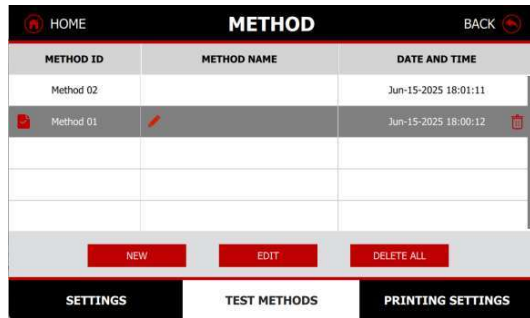 HOME METHOD BACK
METHOD ID METHOD NAME DATE AND TIME
Method 02 Jun-15-2025 18:01:11
Method 01 Jun-15-2025 18:00:12
NEW EDIT DELETE ALL
SETTINGS TEST METHODS PRINTING SETTINGS